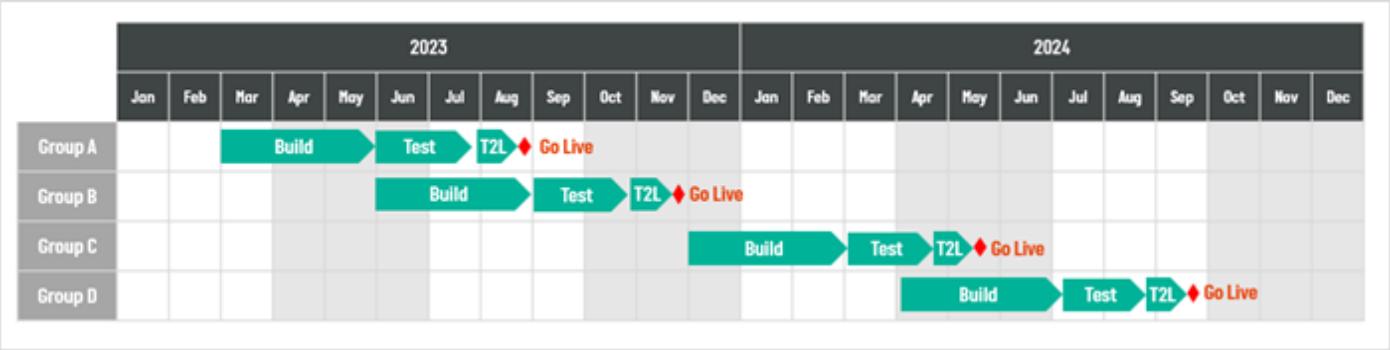 2023 2024
Jan Feb Mar Apr May Jun Jul Aug Sep Oct Nov Dec Jan Feb Mar Apr May Jun Jul Aug Sep Oct Nov Dec
Group A Build Test T2L Go Live
Group B Build Test T2L Go Live
Group C Build Test T2L Go Live
Group D Build Test T2L Go Live